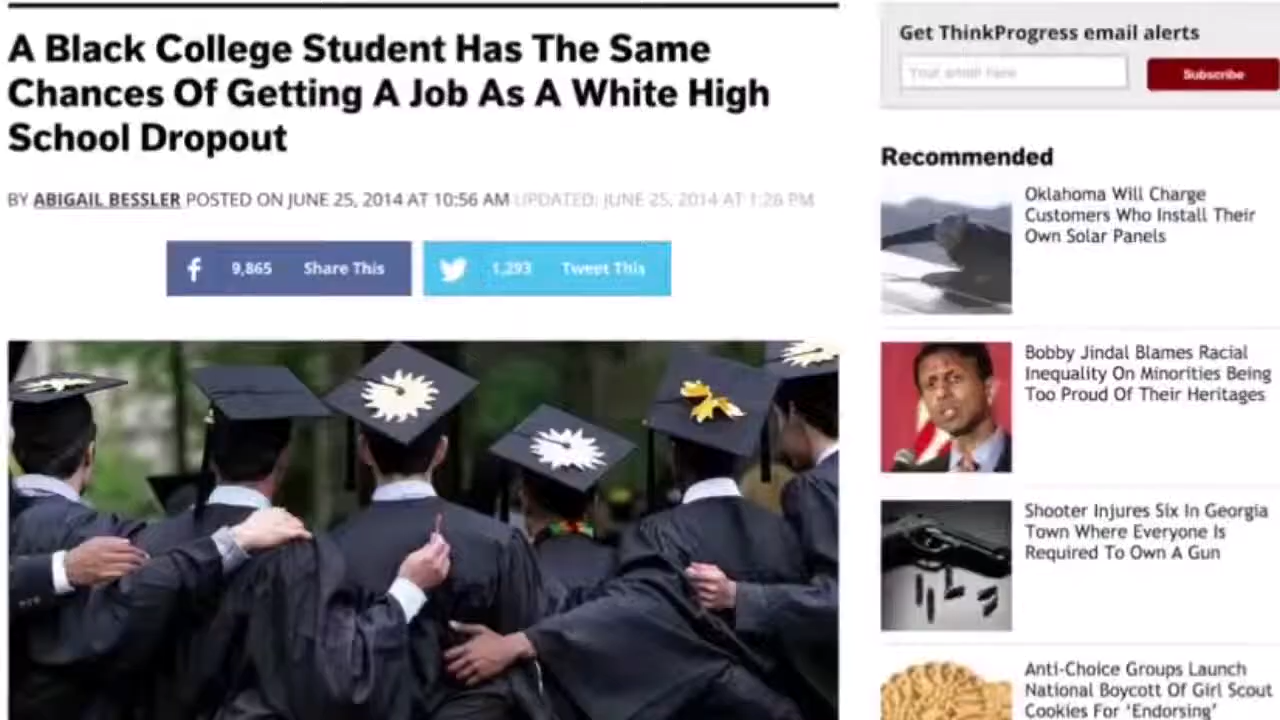 A Black College Student Has The Same
Chances Of Getting A Job As A White High
School Dropout
BY ABIGAIL BESSLER POSTED ON JUNE 25, 2014 AT 10:56 AM UPDATED: JUNE 25, 2014 AT 1:26 PM
9,865 Share This
1,293 Tweet This
Get ThinkProgress email alerts
Your email here
Subscribe
Recommended
Oklahoma Will Charge
Customers Who Install Their
Own Solar Panels
Bobby Jindal Blames Racial
Inequality On Minorities Being
Too Proud Of Their Heritages
Shooter Injures Six In Georgia
Town Where Everyone Is
Required To Own A Gun
Anti-Choice Groups Launch
National Boycott Of Girl Scout
Cookies For ‘Endorsing’